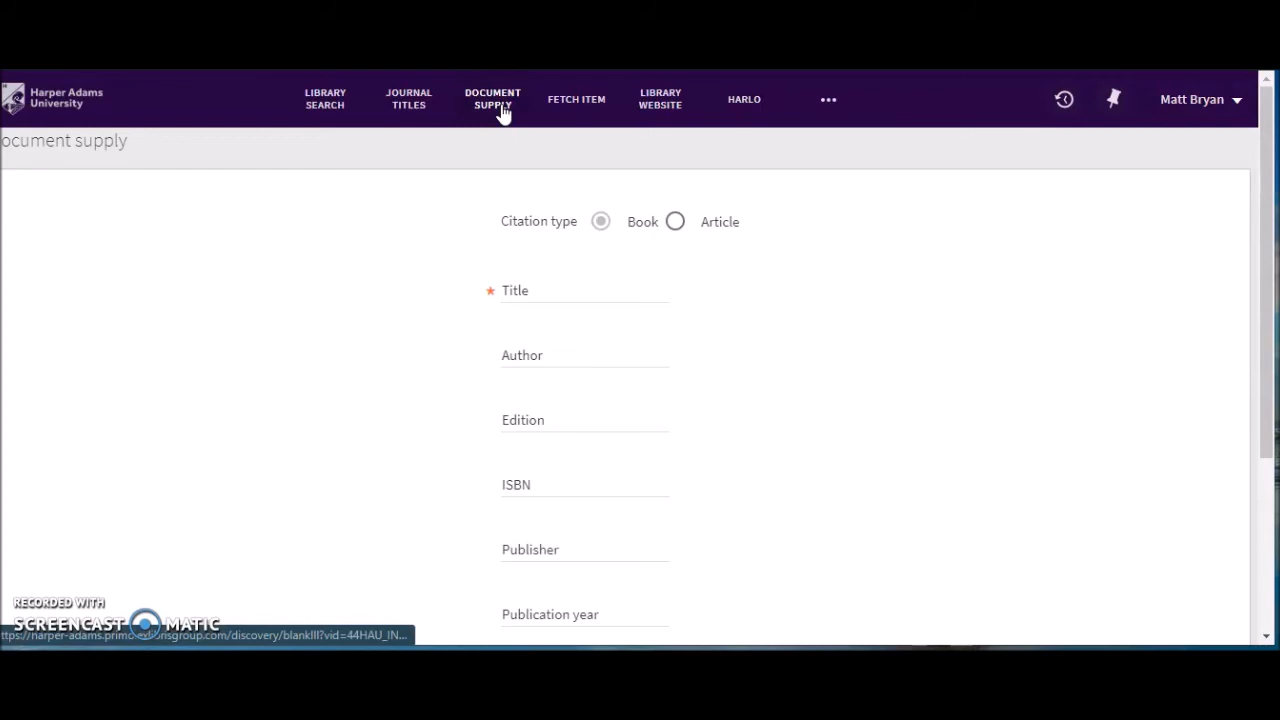 Harper Adams
University
LIBRARY
SEARCH
JOURNAL
TITLES
DOCUMENT
SUPPLY
FETCH ITEM
LIBRARY
WEBSITE
HARLO
•••
Matt Bryan
ocument supply
Citation type Book Article
* Title
Author
Edition
ISBN
Publisher
Publication year
RECORDED WITH
SCREENCAST MATIC